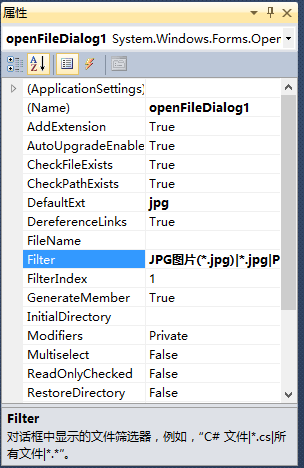 属性
openFileDialog1 System.Windows.Forms.Open
(ApplicationSettings)
(Name) openFileDialog1
AddExtension True
AutoUpgradeEnable True
CheckFileExists True
CheckPathExists True
DefaultExt jpg
DereferenceLinks True
FileName
Filter JPG图片(*.jpg)|*.jpg|P
FilterIndex 1
GenerateMember True
InitialDirectory
Modifiers Private
Multiselect False
ReadOnlyChecked False
RestoreDirectory False
Filter
对话框中显示的文件筛选器，例如，“C# 文件|*.cs|所
有文件|*.*”。